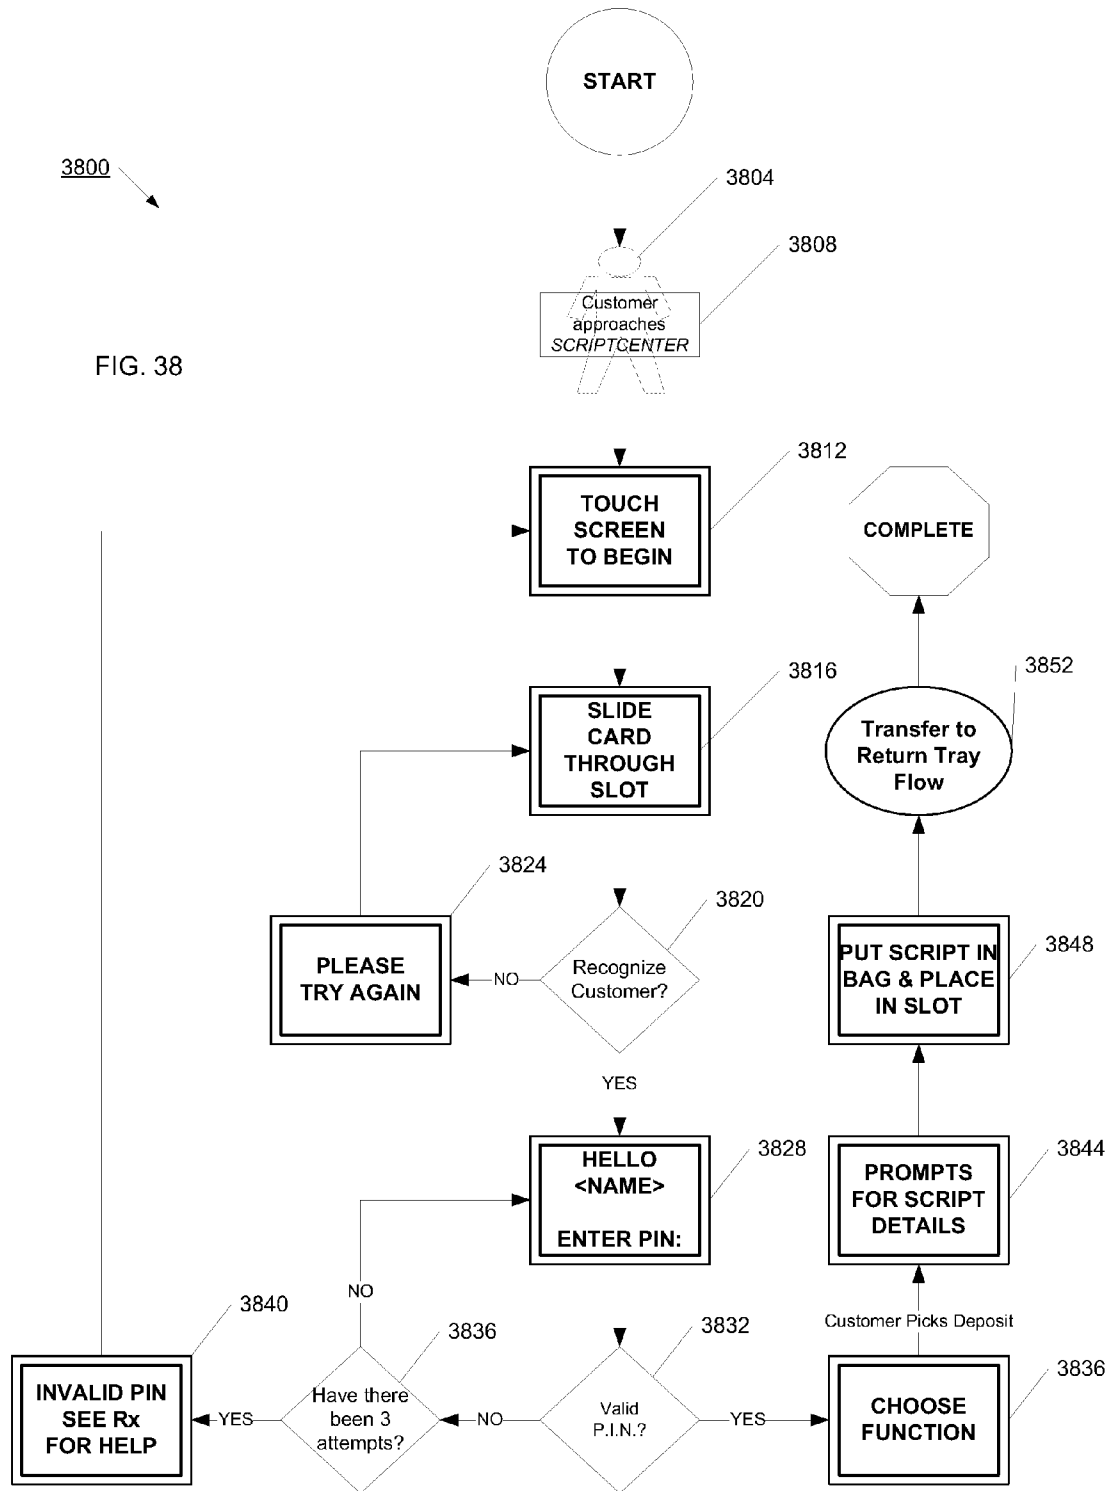 START
3800
3804
3808
Customer
approaches
SCRIPTCENTER
FIG. 38
3812
TOUCH
SCREEN
TO BEGIN
COMPLETE
3816
SLIDE
CARD
THROUGH
SLOT
3852
Transfer to
Return Tray
Flow
3824
PLEASE
TRY AGAIN
NO
3820
Recognize
Customer?
3848
PUT SCRIPT IN
BAG & PLACE
IN SLOT
YES
3828
HELLO
<NAME>
ENTER PIN:
3844
PROMPTS
FOR SCRIPT
DETAILS
NO
3840
3836
3832
Customer Picks Deposit
3836
INVALID PIN
SEE Rx
FOR HELP
YES
Have there
been 3
attempts?
NO
Valid
P.I.N.?
YES
CHOOSE
FUNCTION